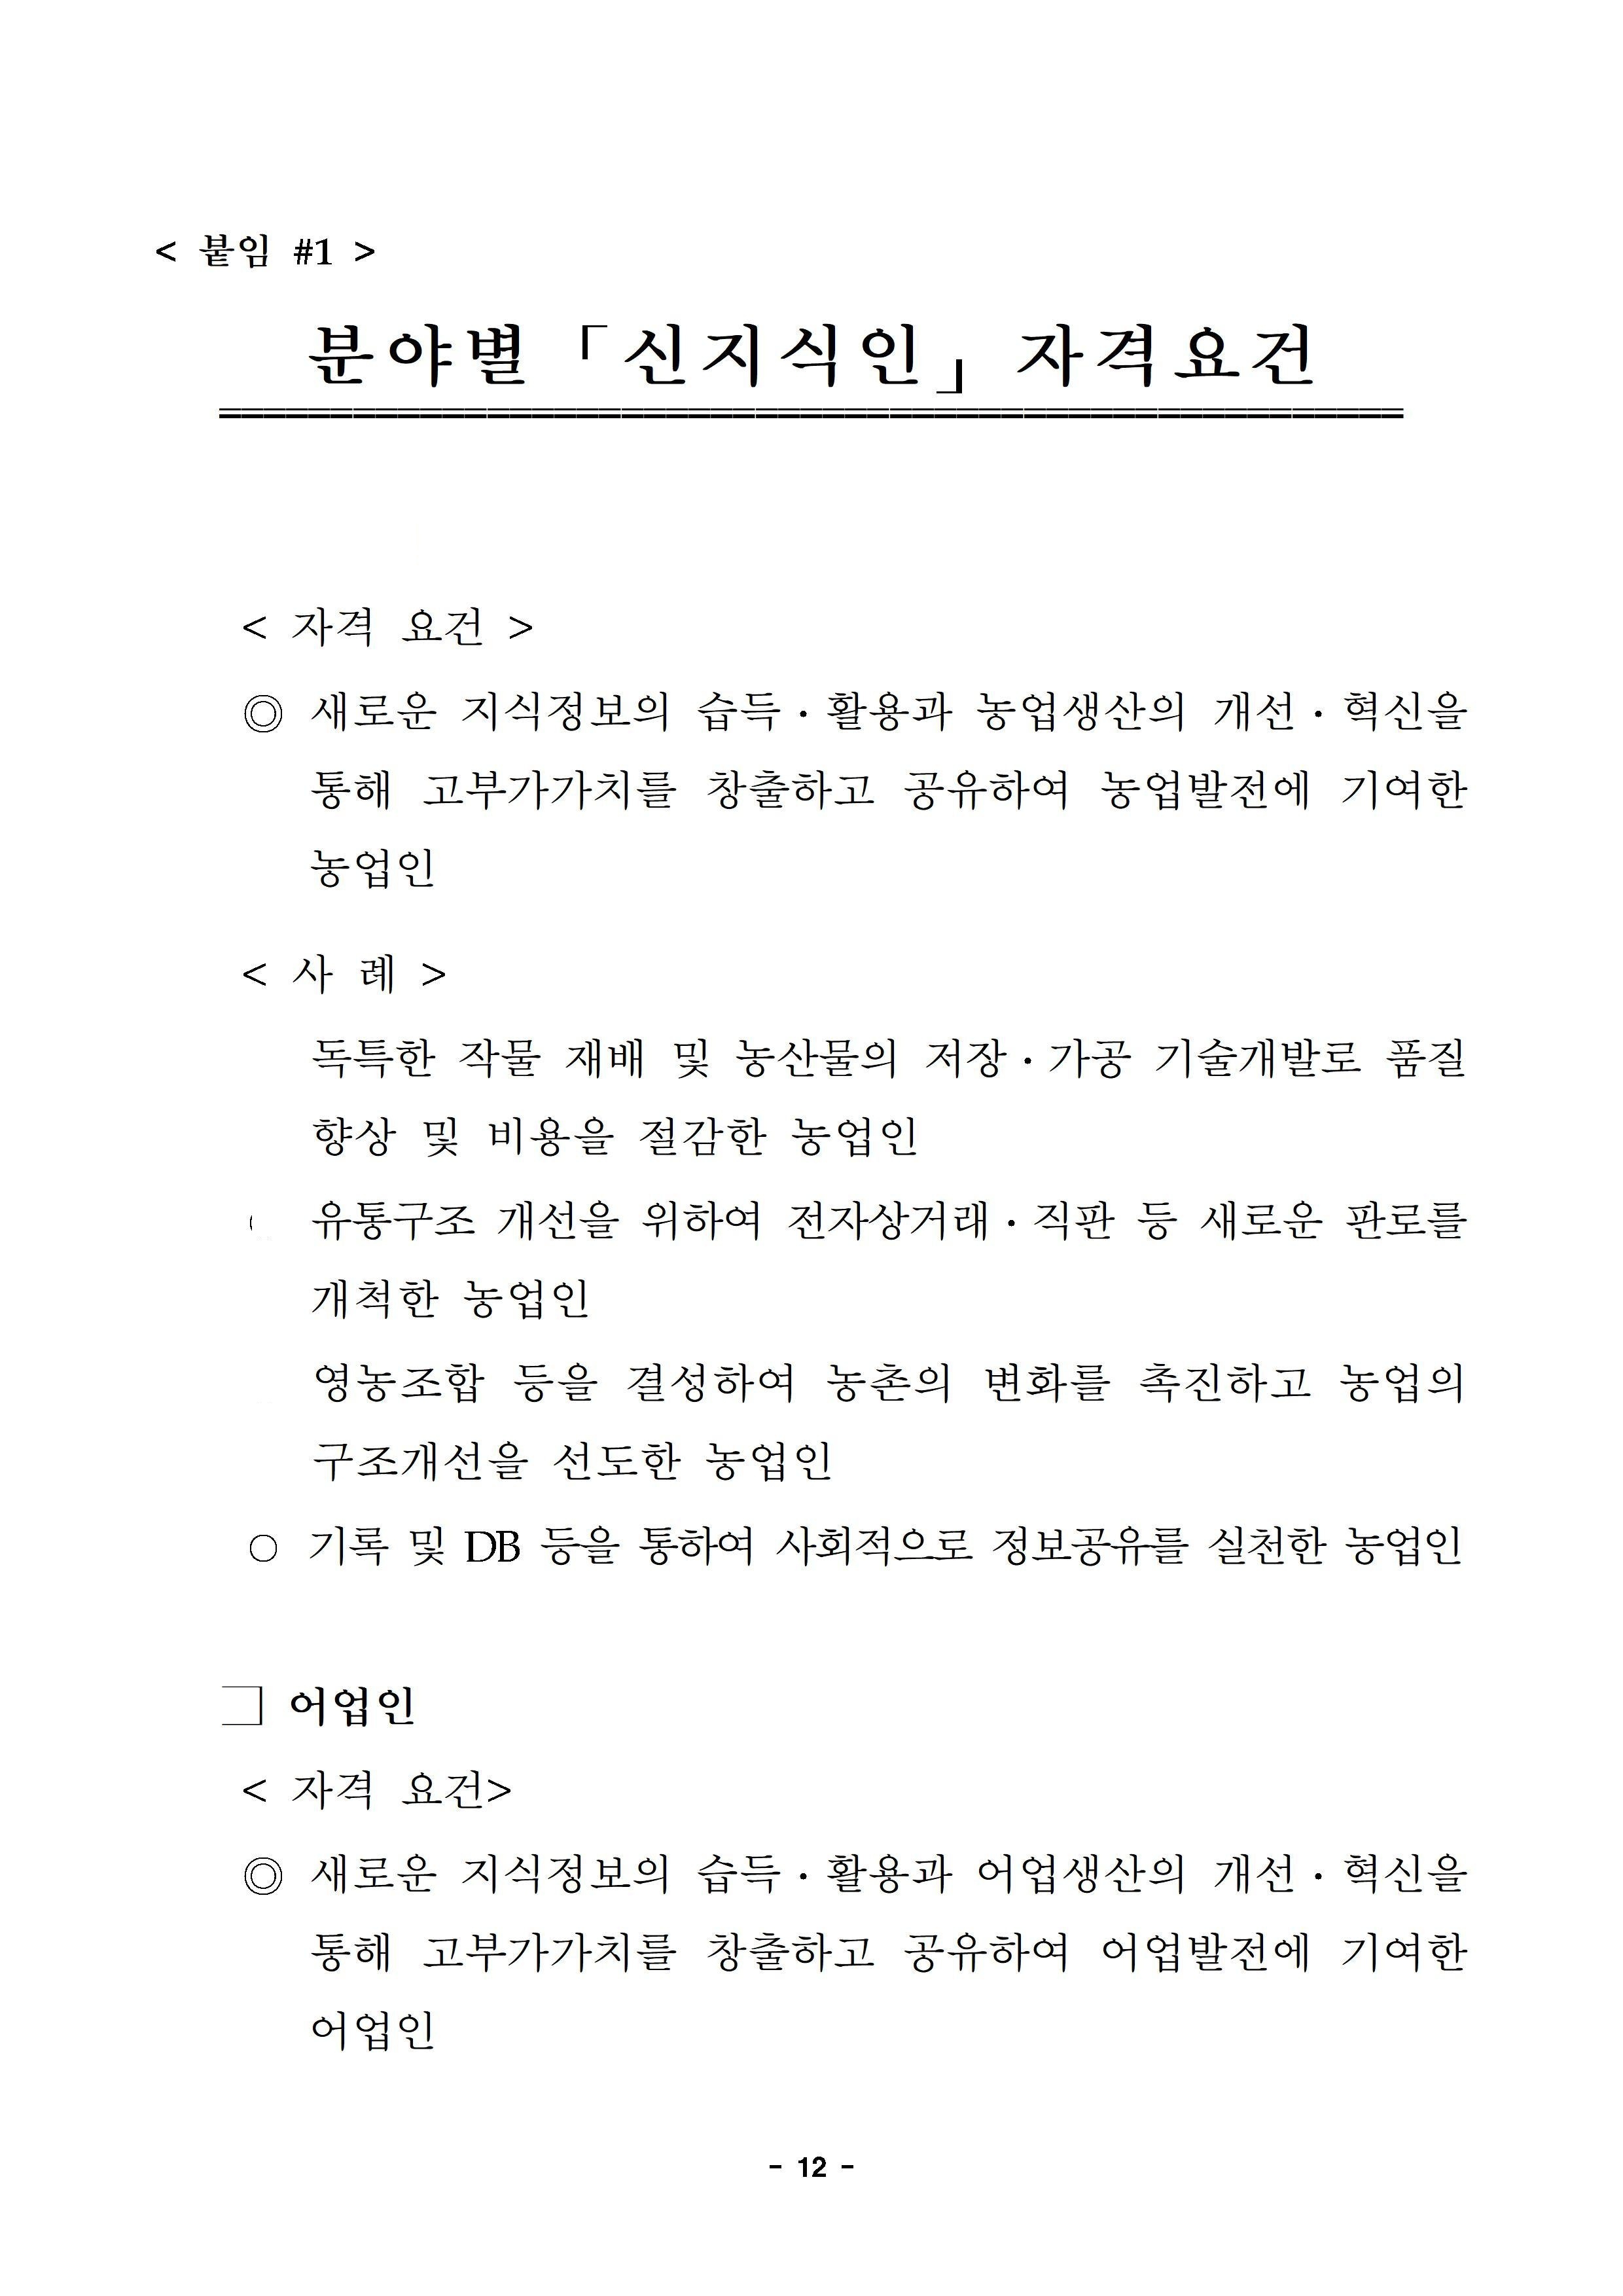 < 붙임 #1 >
분야별 「신지식인」 자격요건
< 자격 요건 >
◎ 새로운 지식정보의 습득·활용과 농업생산의 개선·혁신을
통해 고부가가치를 창출하고 공유하여 농업발전에 기여한
농업인
< 사 례 >
독특한 작물 재배 및 농산물의 저장·가공 기술개발로 품질
향상 및 비용을 절감한 농업인
유통구조 개선을 위하여 전자상거래·직판 등 새로운 판로를
개척한 농업인
영농조합 등을 결성하여 농촌의 변화를 촉진하고 농업의
구조개선을 선도한 농업인
○ 기록 및 DB 등을 통하여 사회적으로 정보공유를 실천한 농업인
□ 어업인
< 자격 요건>
◎ 새로운 지식정보의 습득·활용과 어업생산의 개선·혁신을
통해 고부가가치를 창출하고 공유하여 어업발전에 기여한
어업인
- 12 -